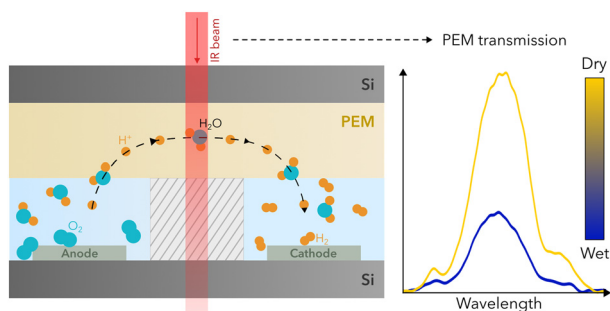 IR beam
PEM transmission
Si
Dry
H₂O
PEM
H⁺
O₂
H₂
Anode
Cathode
Si
Wet
Wavelength